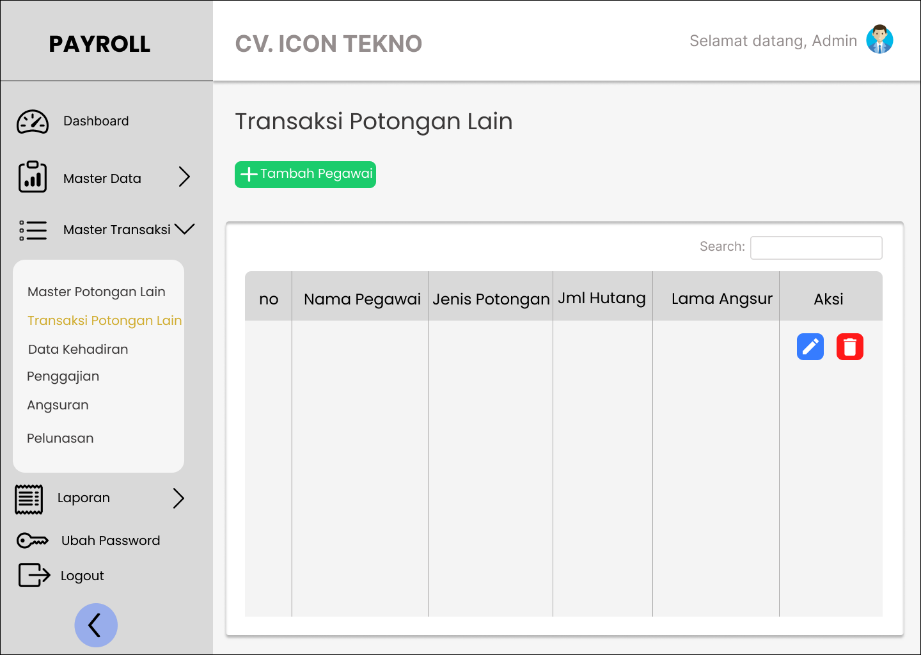 PAYROLL
CV. ICON TEKNO
Selamat datang, Admin
Dashboard
Master Data
Master Transaksi
Master Potongan Lain
Transaksi Potongan Lain
Data Kehadiran
Penggajian
Angsuran
Pelunasan
Laporan
Ubah Password
Logout
Transaksi Potongan Lain
Tambah Pegawai
Search:
no Nama Pegawai Jenis Potongan Jml Hutang Lama Angsur Aksi